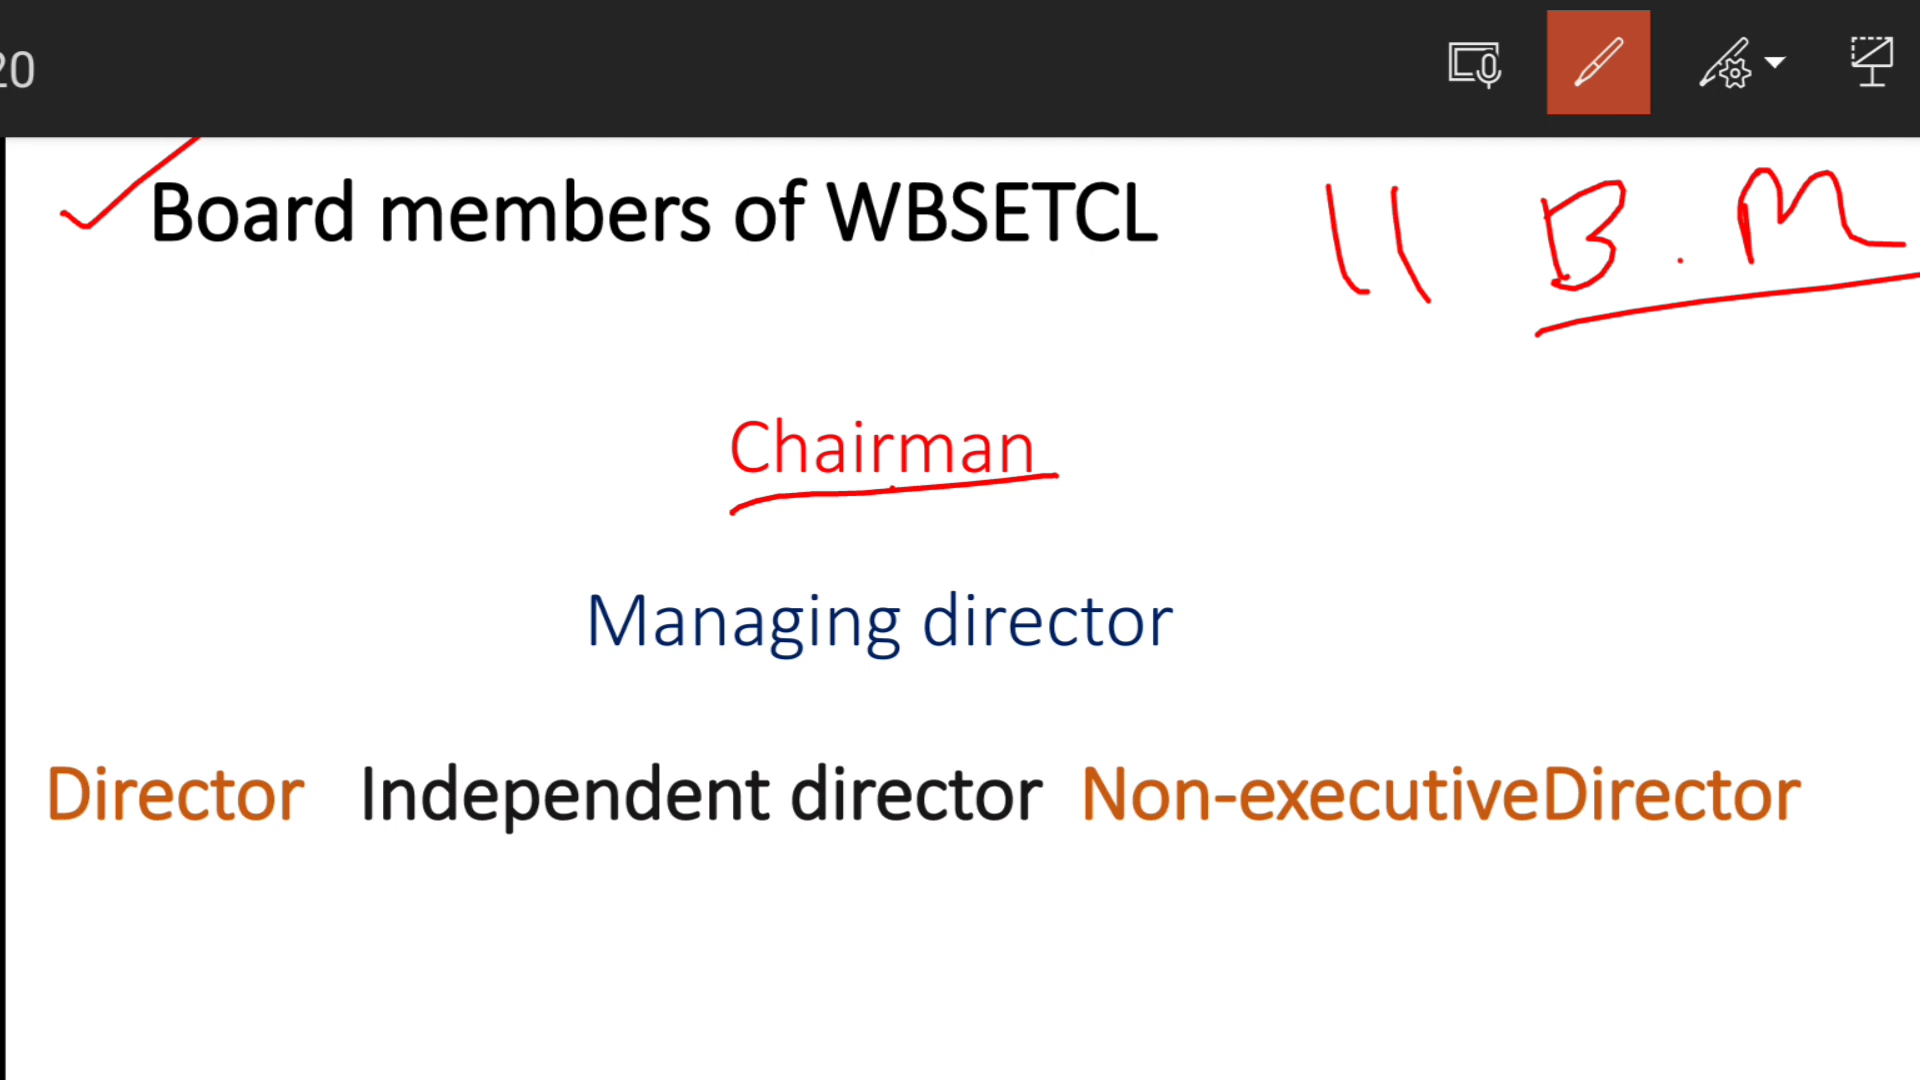 20
Board members of WBSETCL 11 B.M
Chairman
Managing director
Director Independent director Non-executiveDirector